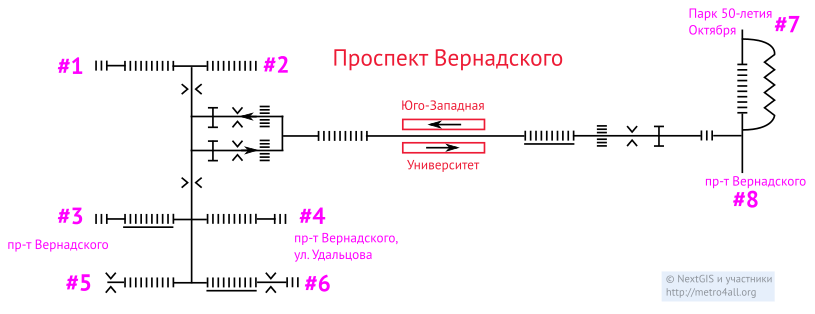 Парк 50-летия
Октября
#7
#1
#2
Проспект Вернадского
Юго-Западная
Университет
пр-т Вернадского
#8
#3
пр-т Вернадского
#4
пр-т Вернадского,
ул. Удальцова
#5
#6
© NextGIS и участники
http://metro4all.org